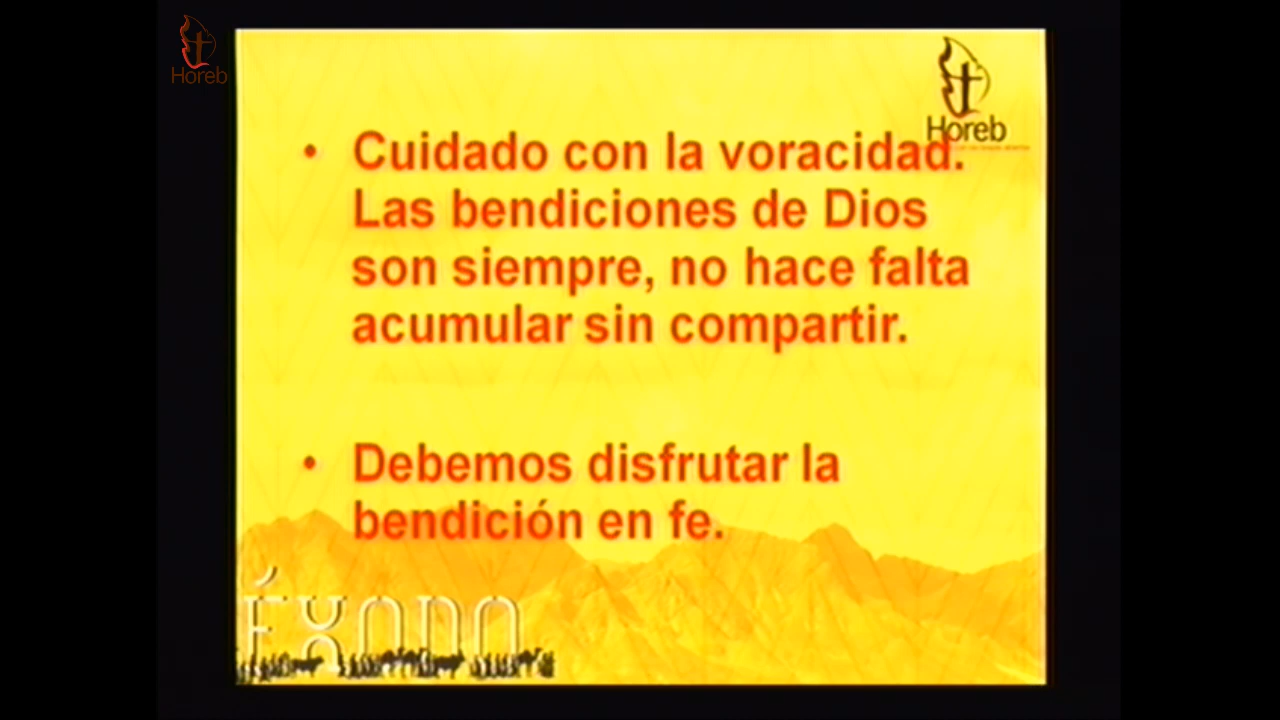 Horeb
Horeb
• Cuidado con la voracidad.
Las bendiciones de Dios
son siempre, no hace falta
acumular sin compartir.
• Debemos disfrutar la
bendición en fe.
ÉXODO